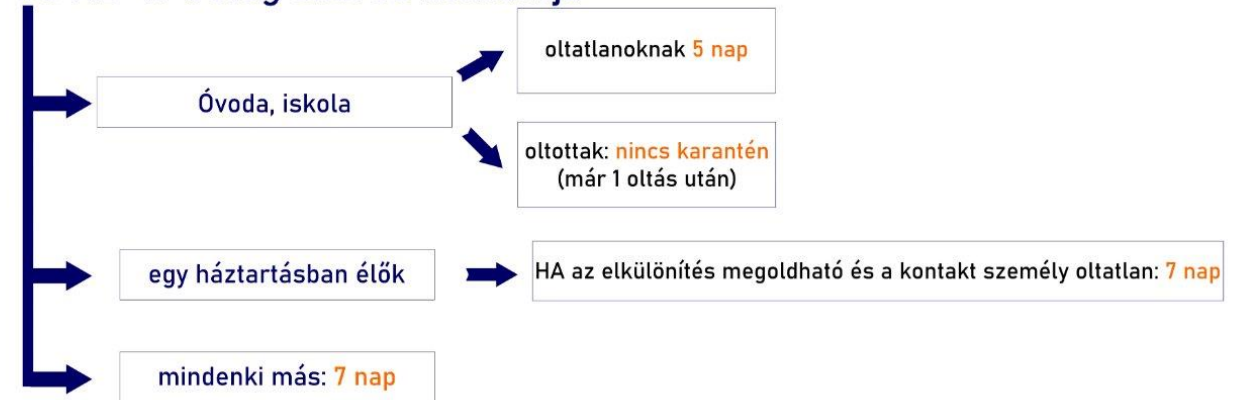 oltatlanoknak 5 nap
Óvoda, iskola
oltottak: nincs karantén
(már 1 oltás után)
egy háztartásban élők
HA az elkülönítés megoldható és a kontakt személy oltatlan: 7 nap
mindenki más: 7 nap